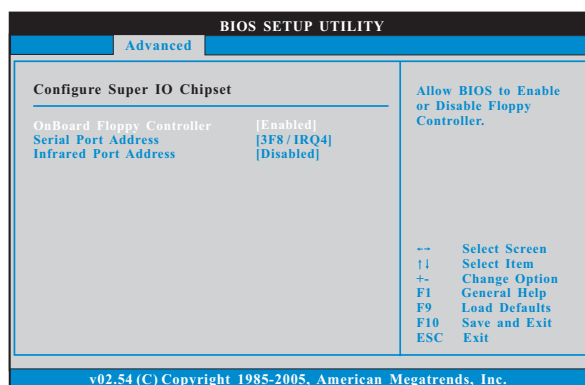 BIOS SETUP UTILITY
Advanced
Configure Super IO Chipset
OnBoard Floppy Controller [Enabled]
Serial Port Address [3F8 / IRQ4]
Infrared Port Address [Disabled]
Allow BIOS to Enable
or Disable Floppy
Controller.
←→ Select Screen
↑↓ Select Item
+- Change Option
F1 General Help
F9 Load Defaults
F10 Save and Exit
ESC Exit
v02.54 (C) Copyright 1985-2005, American Megatrends, Inc.